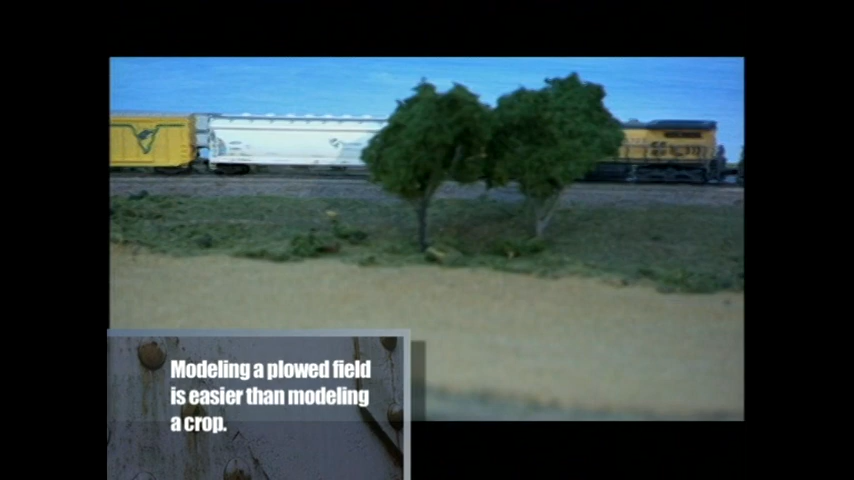 Modeling a plowed field
is easier than modeling
a crop.